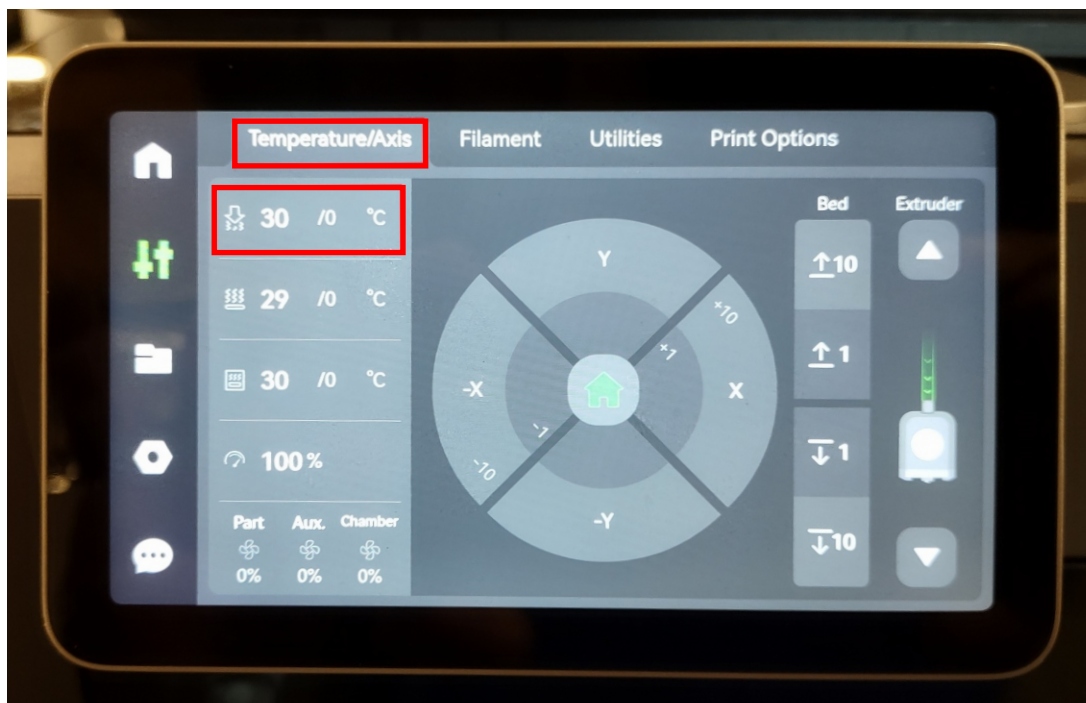 Temperature/Axis Filament Utilities Print Options
30 /0 °C
29 /0 °C
30 /0 °C
100%
Part Aux. Chamber
0% 0% 0%
Y
+10
+1
-X
X
-1
-10
-Y
Bed
10
1
1
10
Extruder